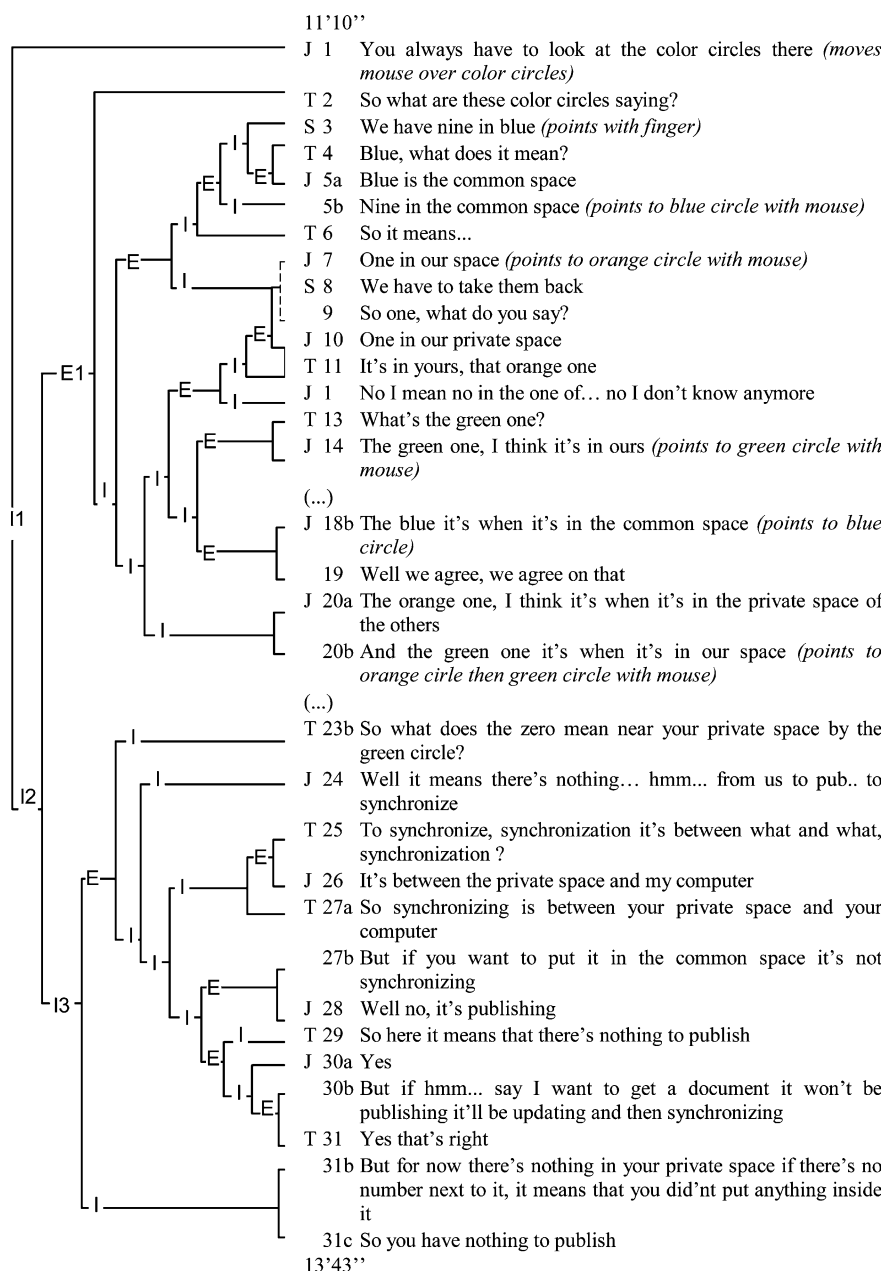 11’10’’
J 1 You always have to look at the color circles there (moves
mouse over color circles)
T 2 So what are these color circles saying?
S 3 We have nine in blue (points with finger)
I
T 4 Blue, what does it mean?
E
E
J 5a Blue is the common space
I
5b Nine in the common space (points to blue circle with mouse)
I
T 6 So it means...
E
J 7 One in our space (points to orange circle with mouse)
I
S 8 We have to take them back
9 So one, what do you say?
E
J 10 One in our private space
I
T 11 It’s in yours, that orange one
E1
E
I
J 1 No I mean no in the one of… no I don’t know anymore
T 13 What’s the green one?
E
J 14 The green one, I think it’s in ours (points to green circle with
mouse)
I
I
(...)
I1
I
J 18b The blue it’s when it’s in the common space (points to blue
circle)
E
I
19 Well we agree, we agree on that
J 20a The orange one, I think it’s when it’s in the private space of
the others
I
20b And the green one it’s when it’s in our space (points to
orange cirle then green circle with mouse)
(...)
I
T 23b So what does the zero mean near your private space by the
green circle?
I
J 24 Well it means there’s nothing… hmm... from us to pub.. to
synchronize
I2
T 25 To synchronize, synchronization it’s between what and what,
synchronization ?
E
E
I
J 26 It’s between the private space and my computer
T 27a So synchronizing is between your private space and your
computer
I
I
27b But if you want to put it in the common space it’s not
synchronizing
E
I3
I
J 28 Well no, it’s publishing
I
T 29 So here it means that there’s nothing to publish
E
J 30a Yes
I
30b But if hmm... say I want to get a document it won’t be
publishing it’ll be updating and then synchronizing
E
T 31 Yes that’s right
31b But for now there’s nothing in your private space if there’s no
number next to it, it means that you did’nt put anything inside
it
I
31c So you have nothing to publish
13’43’’